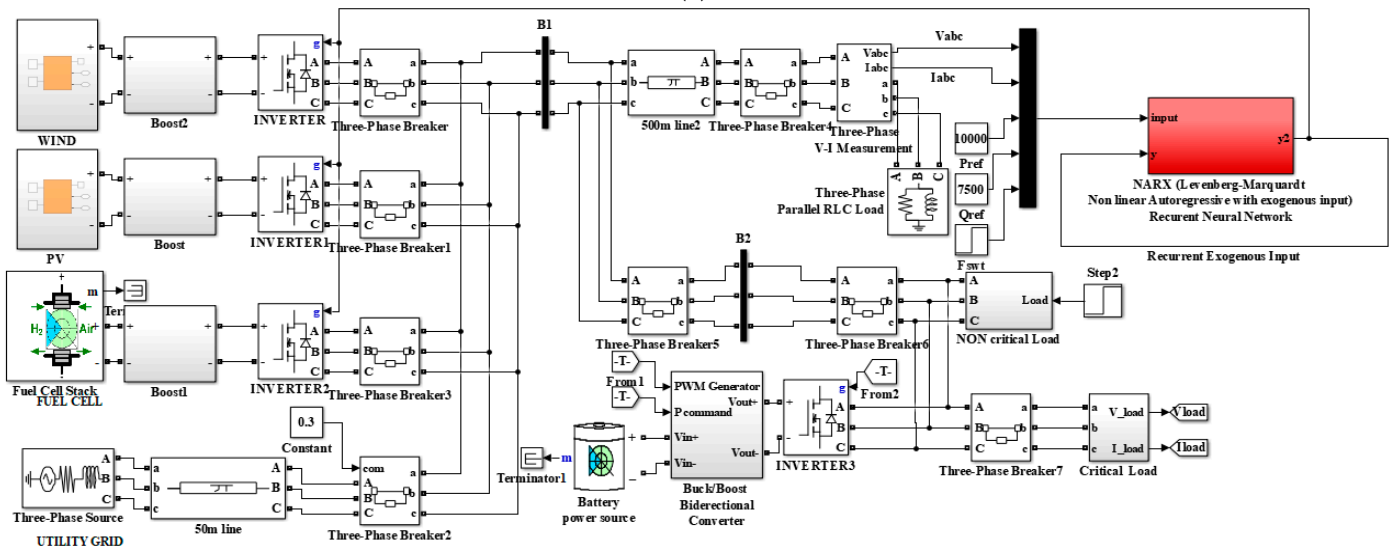 WIND
+
-
+
-
Boost2
+
-
g
A
B
C
INVERTER
A
B
C
a
b
c
Three-Phase Breaker
B1
a
b
c
A
B
C
500m line2
A
B
C
a
b
c
Three-Phase Breaker4
A
B
C
Vabc
Iabc
a
b
c
Three-Phase
V-I Measurement
Vabc
Iabc
A B C
Three-Phase
Parallel RLC Load
10000
Pref
7500
Qref
Fswt
input
y
y2
NARX (Levenberg-Marquardt
Non linear Autoregressive with exogenous input)
Recurent Neural Network
Recurrent Exogenous Input
PV
+
-
+
-
Boost
+
-
g
A
B
C
INVERTER1
A
B
C
a
b
c
Three-Phase Breaker1
H2
Air
+
-
m
Fuel Cell Stack
FUEL CELL
+
-
Boost1
+
-
g
A
B
C
INVERTER2
A
B
C
a
b
c
Three-Phase Breaker3
A
B
C
a
b
c
Three-Phase Breaker5
B2
A
B
C
a
b
c
Three-Phase Breaker6
A
B
C
Load
NON critical Load
Step2
-T-
From1
-T-
PWM Generator
P command
Vin+
Vin-
Vout+
Vout-
Buck/Boost
Biderectional
Converter
+
-
g
A
B
C
INVERTER3
-T-
From2
A
B
C
a
b
c
Three-Phase Breaker7
a
b
c
V_load
I_load
Critical Load
Vload
Iload
0.3
Constant
Terminator1
m
+
-
Battery
power source
A
B
C
Three-Phase Source
UTILITY GRID
a
b
c
A
B
C
50m line
com
A
B
C
a
b
c
Three-Phase Breaker2